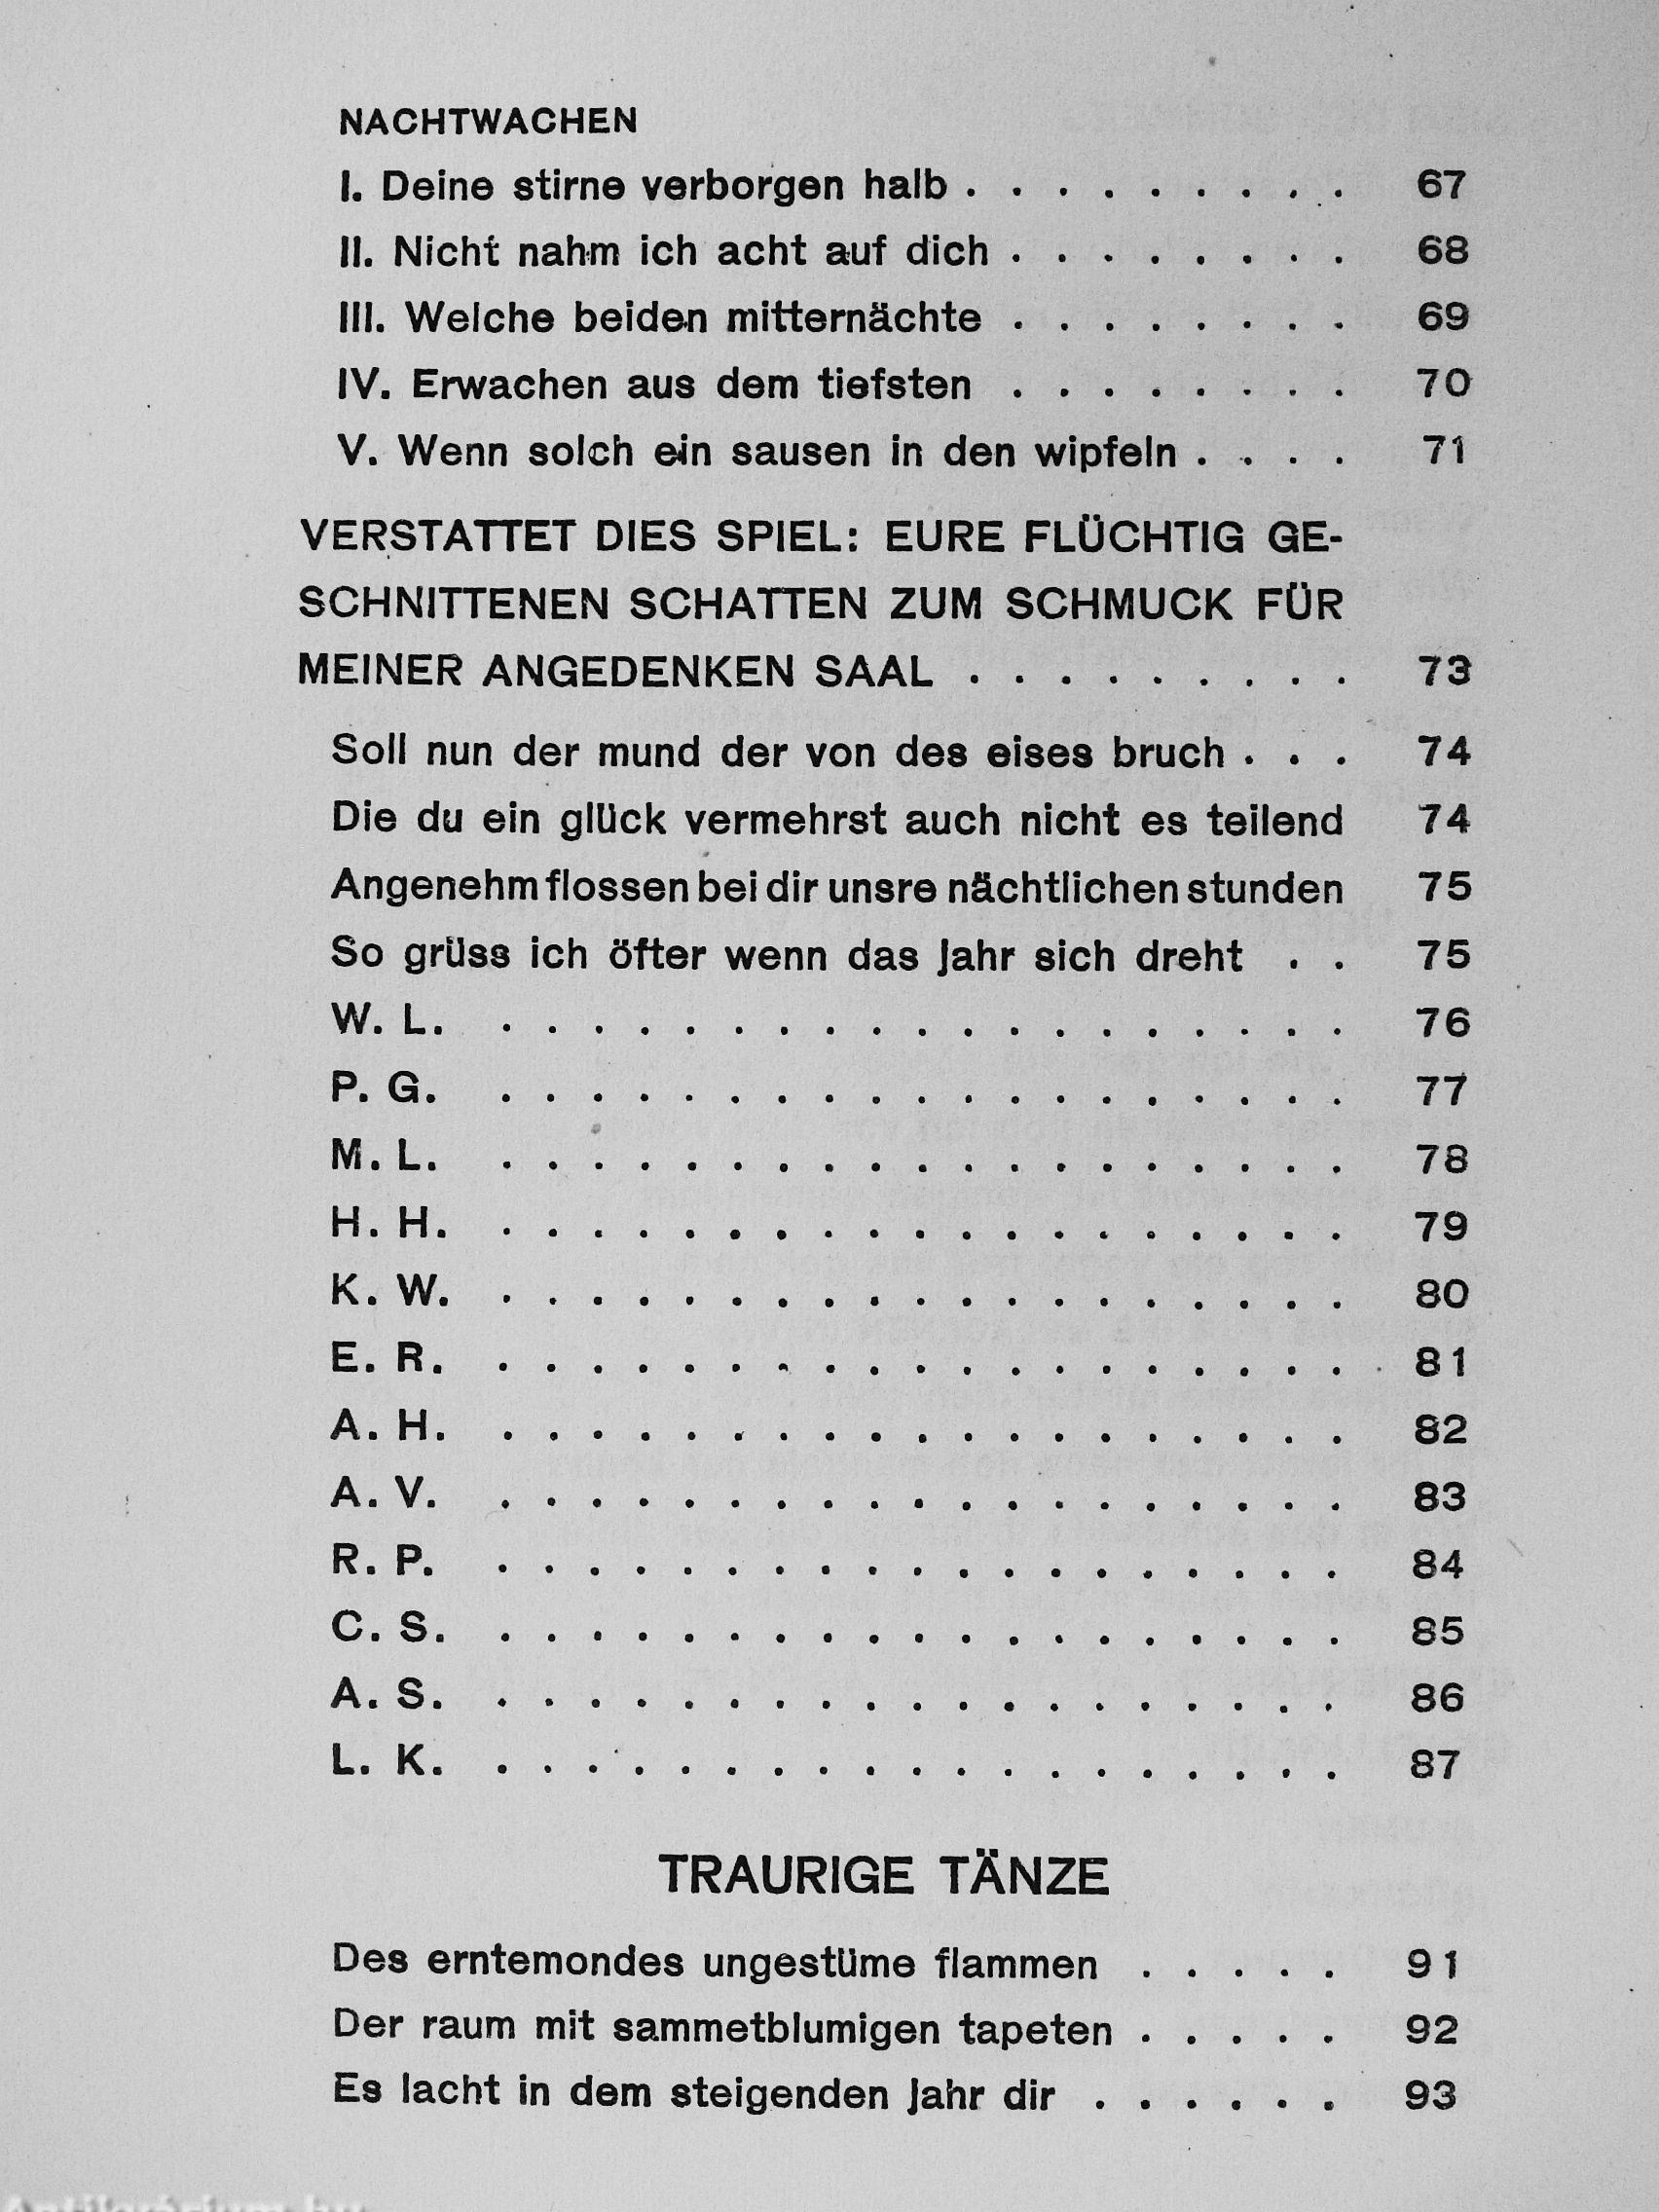 NACHTWACHEN
I. Deine stirne verborgen halb . . . . . . . . . 67
II. Nicht nahm ich acht auf dich . . . . . . . . 68
III. Welche beiden mitternächte . . . . . . . . 69
IV. Erwachen aus dem tiefsten . . . . . . . . 70
V. Wenn solch ein sausen in den wipfeln . . . . 71
VERSTATTET DIES SPIEL: EURE FLÜCHTIG GE-
SCHNITTENEN SCHATTEN ZUM SCHMUCK FÜR
MEINER ANGEDENKEN SAAL . . . . . . . . . 73
Soll nun der mund der von des eises bruch . . . 74
Die du ein glück vermehrst auch nicht es teilend 74
Angenehm flossen bei dir unsre nächtlichen stunden 75
So grüss ich öfter wenn das jahr sich dreht . . 75
W. L. . . . . . . . . . . . . . . . . . . . 76
P. G. . . . . . . . . . . . . . . . . . . . 77
M. L. . . . . . . . . . . . . . . . . . . . 78
H. H. . . . . . . . . . . . . . . . . . . . 79
K. W. . . . . . . . . . . . . . . . . . . . 80
E. R. . . . . . . . . . . . . . . . . . . . 81
A. H. . . . . . . . . . . . . . . . . . . . 82
A. V. . . . . . . . . . . . . . . . . . . . 83
R. P. . . . . . . . . . . . . . . . . . . . 84
C. S. . . . . . . . . . . . . . . . . . . . 85
A. S. . . . . . . . . . . . . . . . . . . . 86
L. K. . . . . . . . . . . . . . . . . . . . 87
TRAURIGE TÄNZE
Des erntemondes ungestüme flammen . . . . . 91
Der raum mit sammetblumigen tapeten . . . . . 92
Es lacht in dem steigenden jahr dir . . . . . . 93